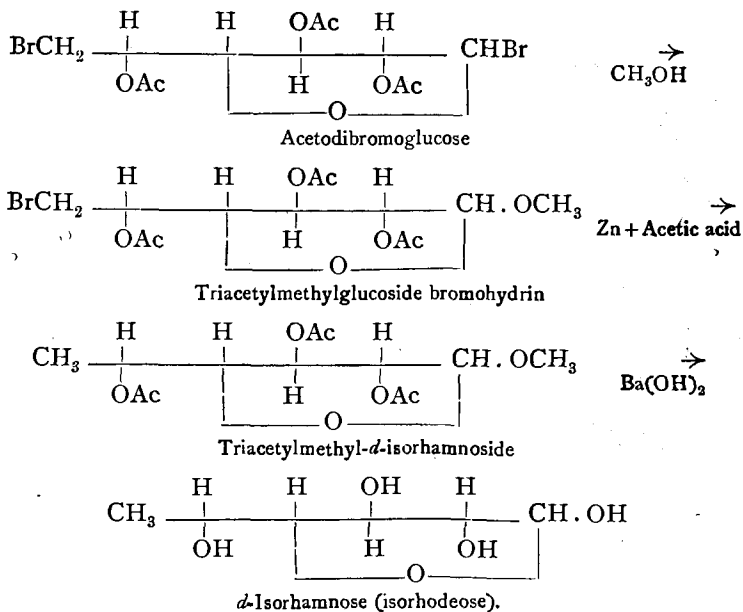 H H OAc H
BrCH₂ CHBr
OAc H OAc
O
CH₃OH →
Acetodibromoglucose
H H OAc H
BrCH₂ CH . OCH₃
OAc H OAc
O
Zn + Acetic acid →
Triacetylmethylglucoside bromohydrin
H H OAc H
CH₃ CH . OCH₃
OAc H OAc
O
Ba(OH)₂ →
Triacetylmethyl-d-isorhamnoside
H H OH H
CH₃ CH . OH
OH H OH
O
d-Isorhamnose (isorhodeose).